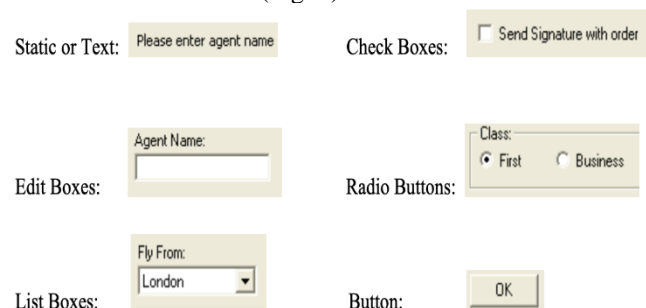 Static or Text:
Please enter agent name
Check Boxes:
Send Signature with order
Edit Boxes:
Agent Name:
Radio Buttons:
Class:
First
Business
List Boxes:
Fly From:
London
Button:
OK